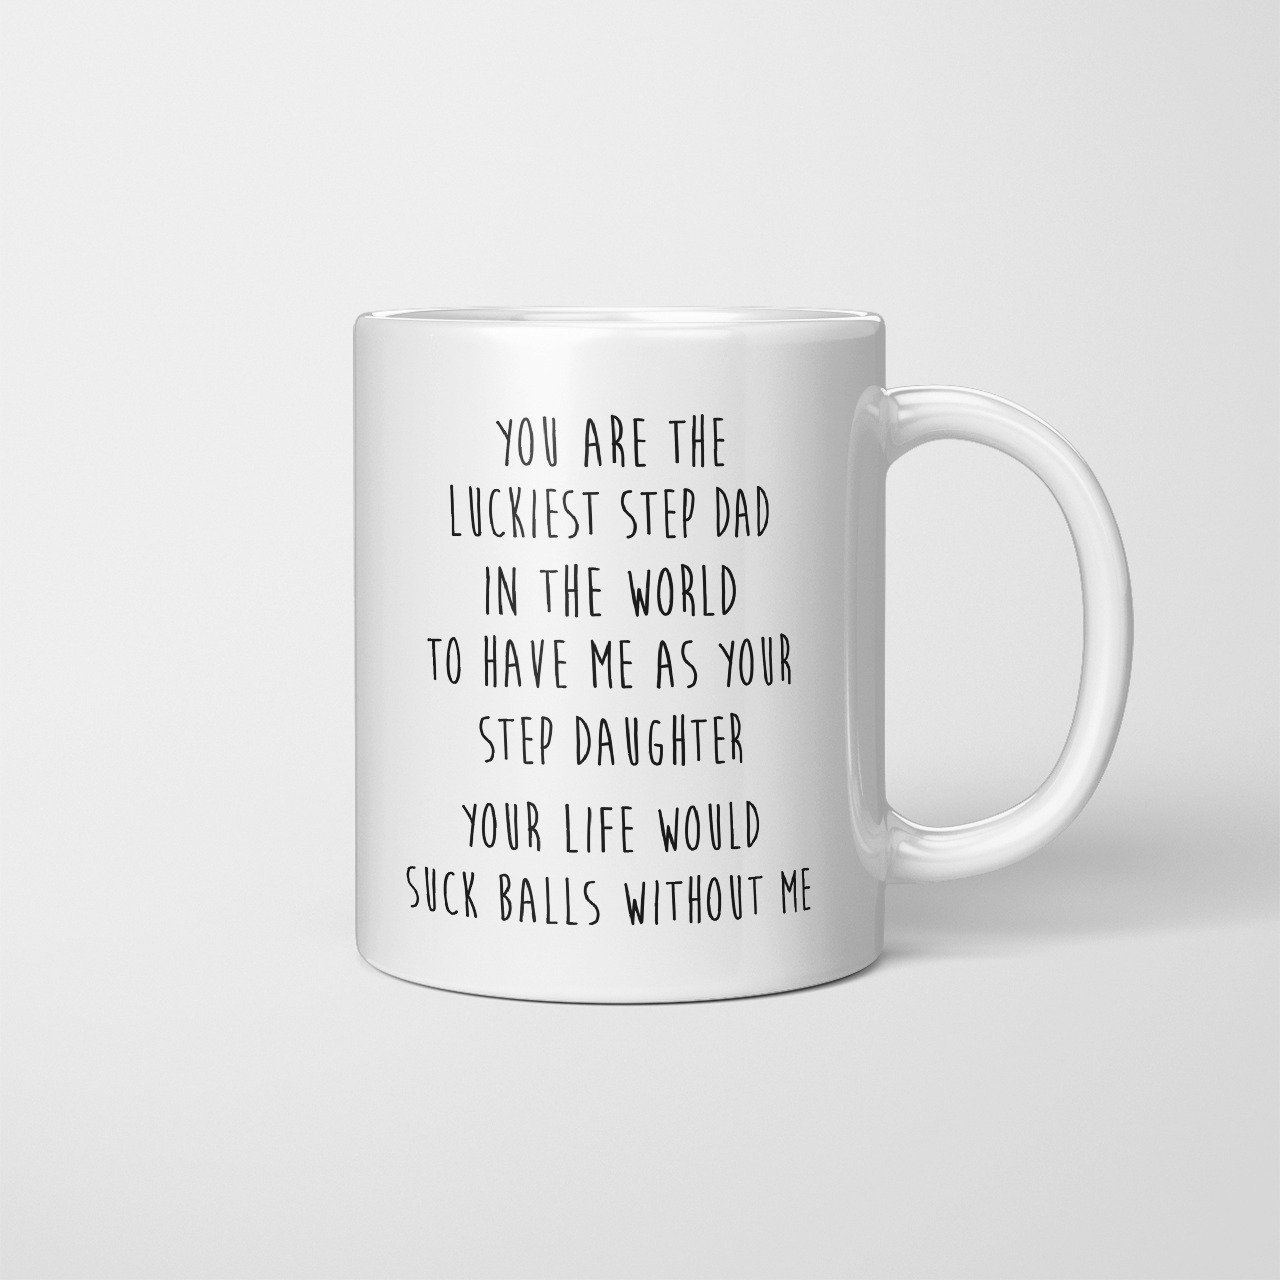 YOU ARE THE
LUCKIEST STEP DAD
IN THE WORLD
TO HAVE ME AS YOUR
STEP DAUGHTER
YOUR LIFE WOULD
SUCK BALLS WITHOUT ME